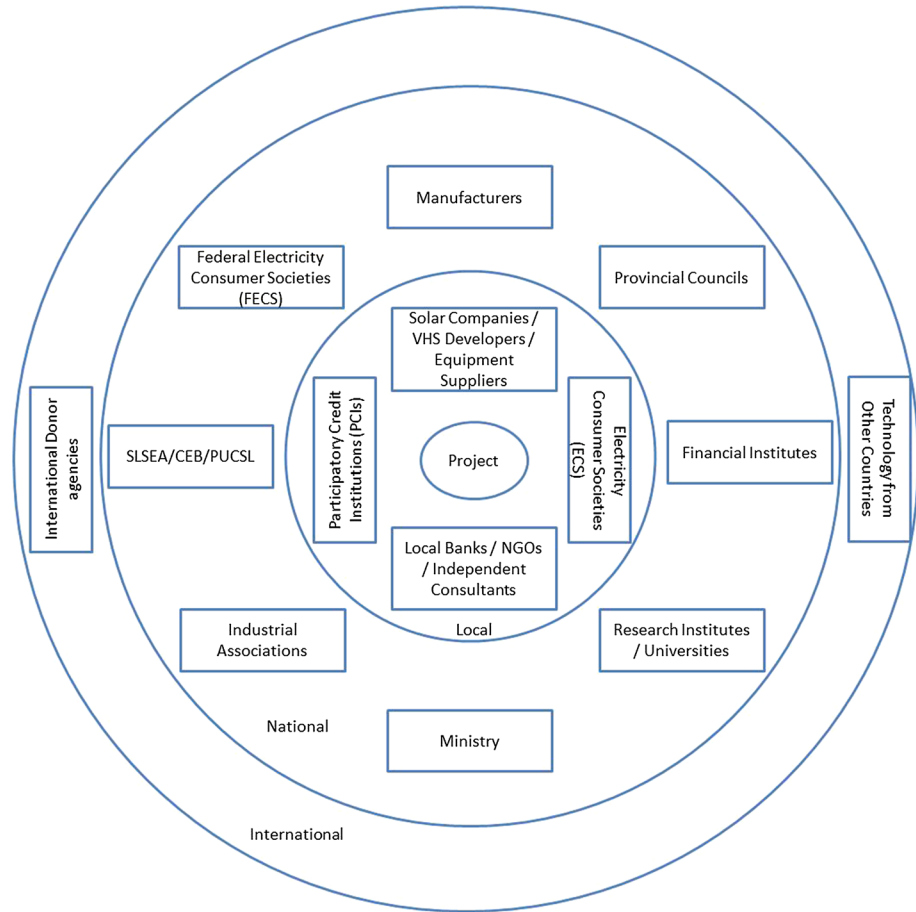 Manufacturers
Federal Electricity
Consumer Societies
(FECS)
Provincial Councils
Solar Companies /
VHS Developers /
Equipment
Suppliers
International Donor
agencies
SLSEA/CEB/PUCSL
Participatory Credit
Institutions (PCIs)
Project
Electricity
Consumer Societies
(ECS)
Financial Institutes
Technology from
Other Countries
Local Banks / NGOs
/ Independent
Consultants
Industrial
Associations
Local
Research Institutes
/ Universities
National
Ministry
International